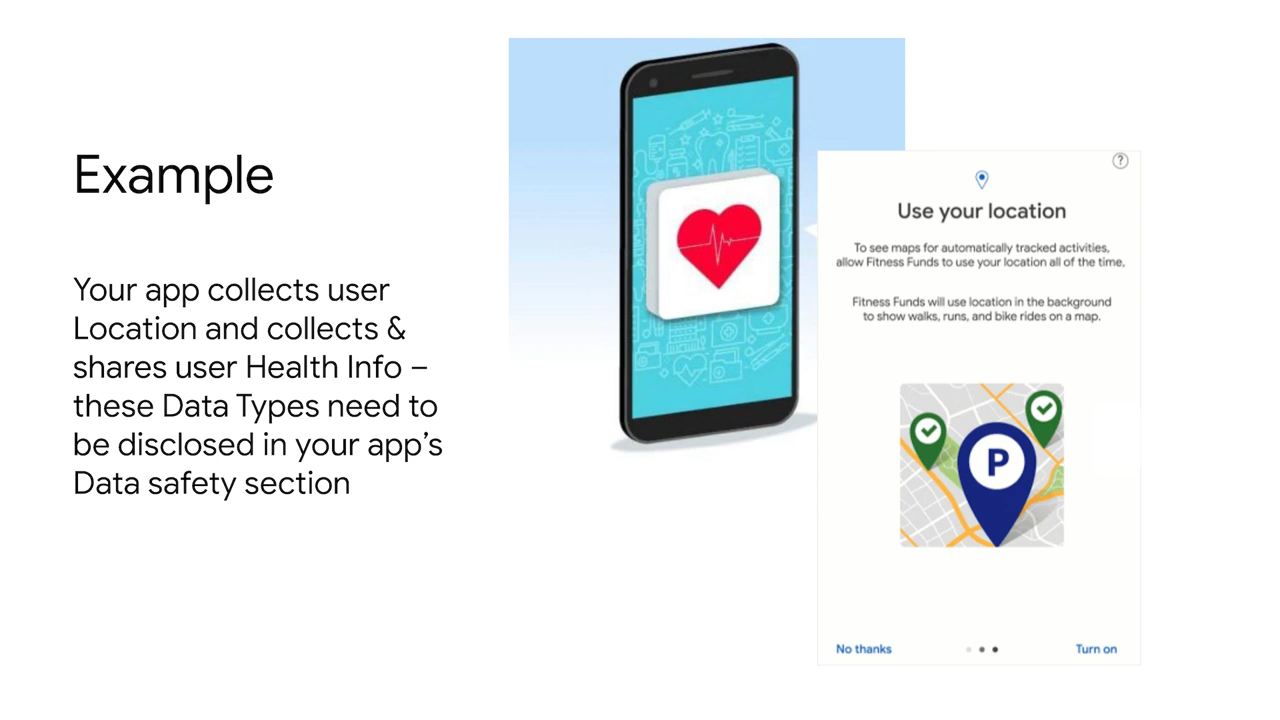 Example
Your app collects user
Location and collects &
shares user Health Info –
these Data Types need to
be disclosed in your app’s
Data safety section
?
Use your location
To see maps for automatically tracked activities,
allow Fitness Funds to use your location all of the time.
Fitness Funds will use location in the background
to show walks, runs, and bike rides on a map.
P
No thanks
Turn on